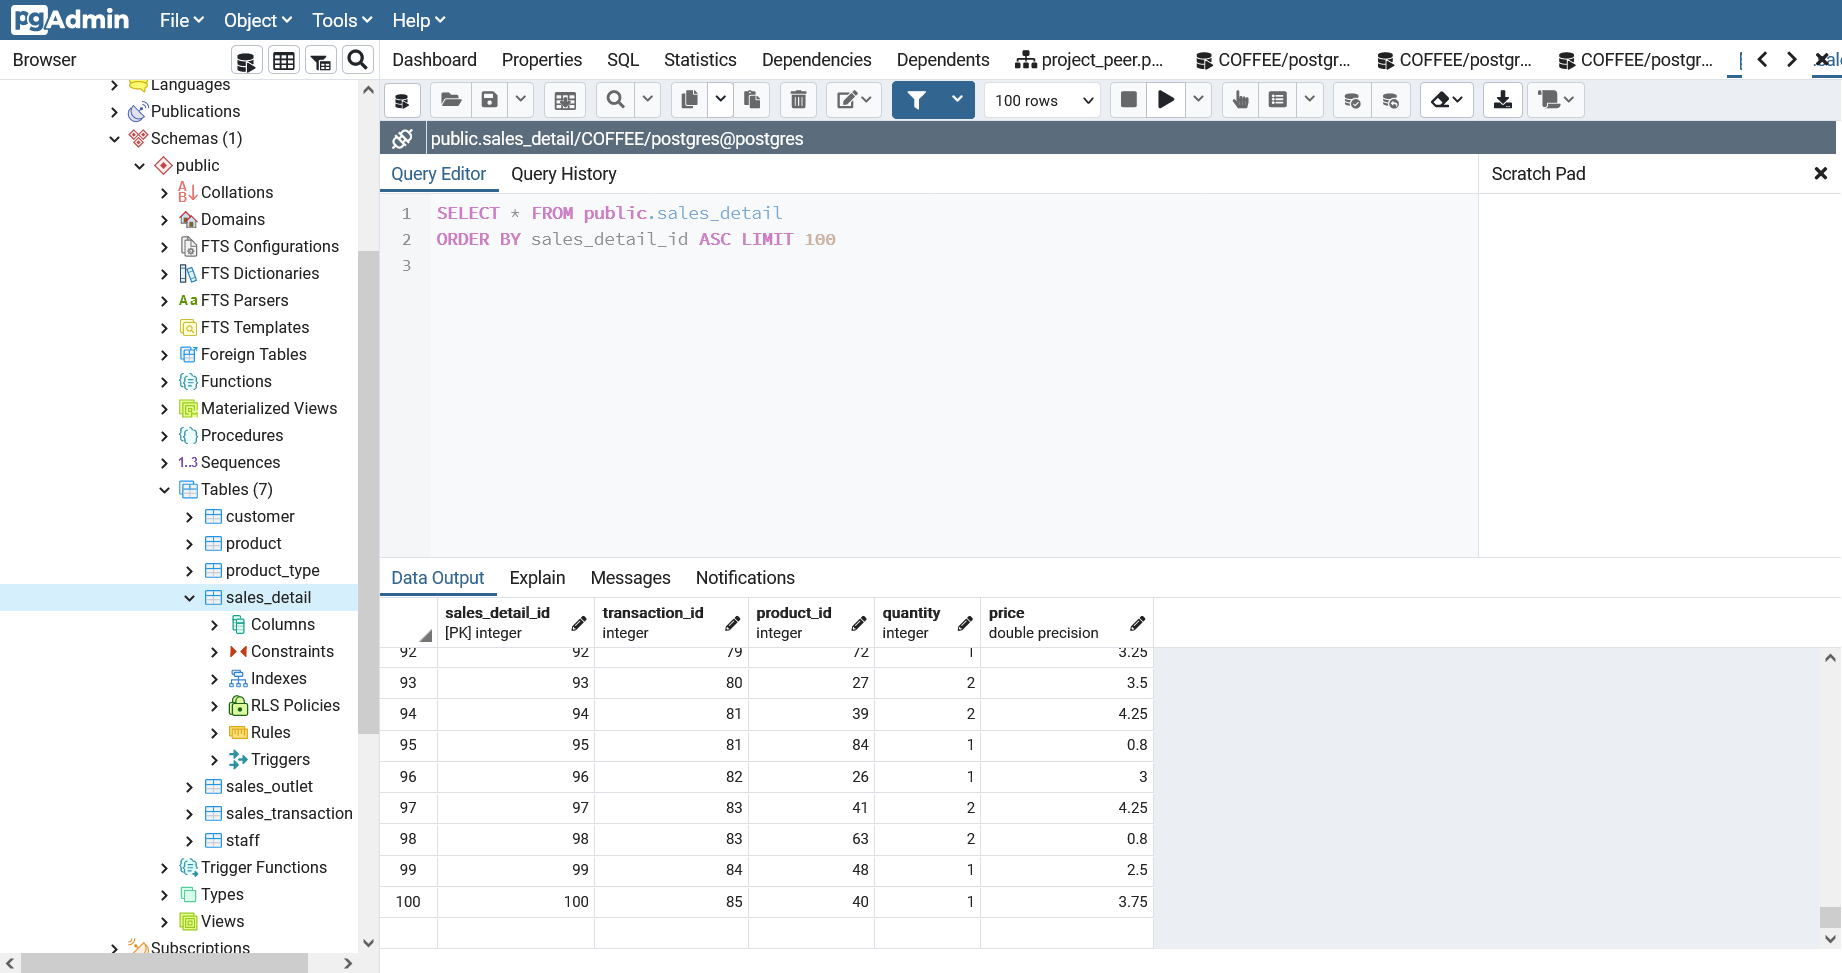 pgAdmin File Object Tools Help
Browser
Dashboard Properties SQL Statistics Dependencies Dependents project_peer.p... COFFEE/postgr... COFFEE/postgr... COFFEE/postgr...
100 rows
public.sales_detail/COFFEE/postgres@postgres
Query Editor Query History
Scratch Pad
1 SELECT * FROM public.sales_detail
2 ORDER BY sales_detail_id ASC LIMIT 100
3
Languages
Publications
Schemas (1)
public
Collations
Domains
FTS Configurations
FTS Dictionaries
Aa FTS Parsers
FTS Templates
Foreign Tables
Functions
Materialized Views
Procedures
1..3 Sequences
Tables (7)
customer
product
product_type
sales_detail
Columns
Constraints
Indexes
RLS Policies
Rules
Triggers
sales_outlet
sales_transaction
staff
Trigger Functions
Types
Views
Subscriptions
Data Output Explain Messages Notifications
sales_detail_id transaction_id product_id quantity price
[PK] integer integer integer integer double precision
92 92 79 72 1 3.25
93 93 80 27 2 3.5
94 94 81 39 2 4.25
95 95 81 84 1 0.8
96 96 82 26 1 3
97 97 83 41 2 4.25
98 98 83 63 2 0.8
99 99 84 48 1 2.5
100 100 85 40 1 3.75